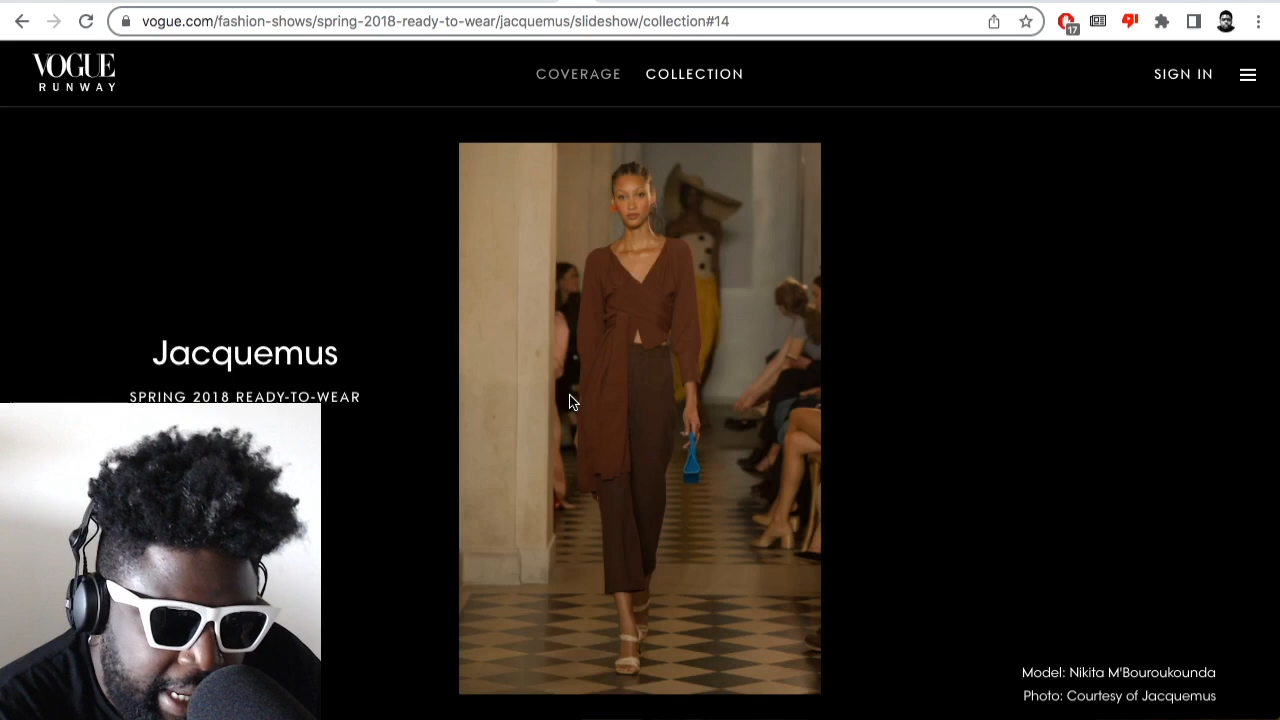 vogue.com/fashion-shows/spring-2018-ready-to-wear/jacquemus/slideshow/collection#14
17
VOGUE
RUNWAY
COVERAGE COLLECTION
SIGN IN
Jacquemus
SPRING 2018 READY-TO-WEAR
Model: Nikita M'Bouroukounda
Photo: Courtesy of Jacquemus